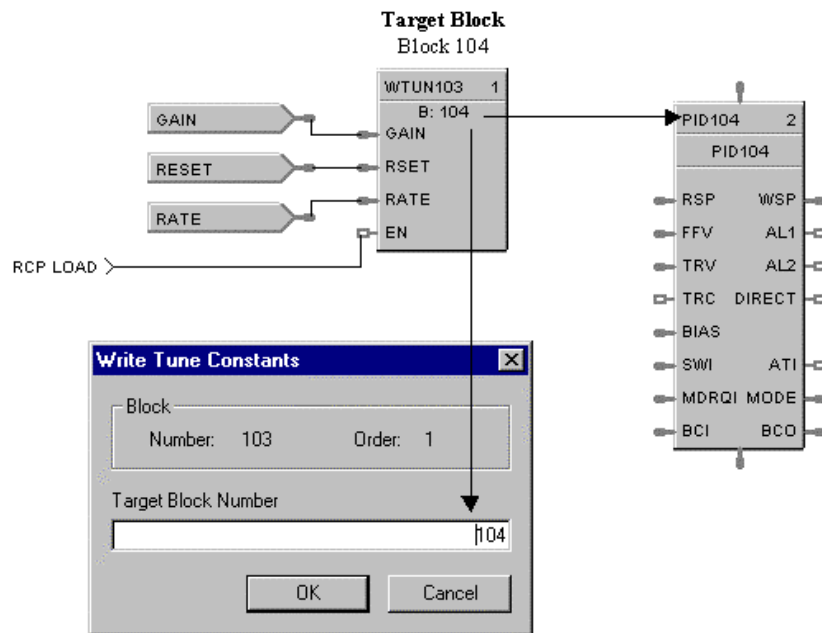 Target Block
Block 104
WTUN103 1
B: 104
GAIN
GAIN
RESET
RSET
RATE
RATE
EN
RCP LOAD
PID104 2
PID104
RSP WSP
FFV AL1
TRV AL2
TRC DIRECT
BIAS
SWI ATI
MDRQI MODE
BCI BCO
Write Tune Constants
Block
Number: 103 Order: 1
Target Block Number
104
OK Cancel